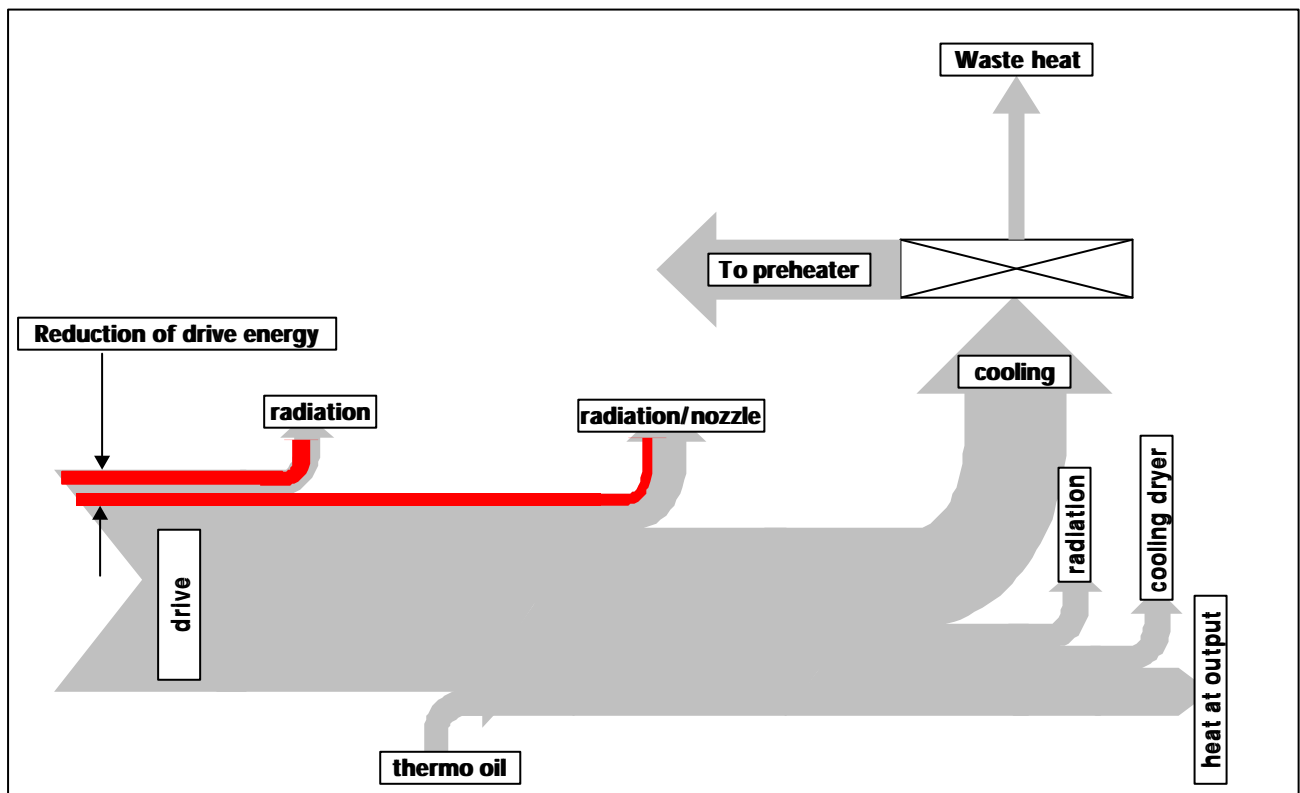 Waste heat
To preheater
Reduction of drive energy
cooling
radiation
radiation/nozzle
radiation
cooling dryer
drive
heat at output
thermo oil